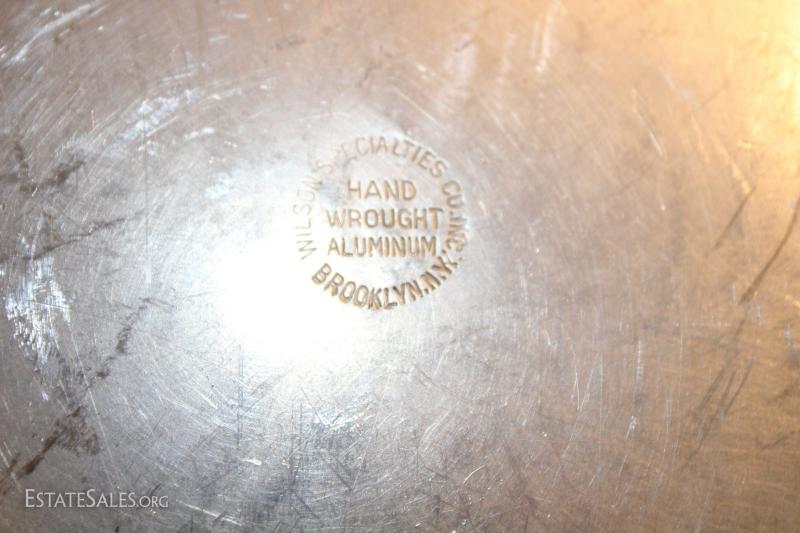 WILSON SPECIALTIES CO. INC.
HAND
WROUGHT
ALUMINUM
BROOKLYN, N.Y.
ESTATESALES.ORG